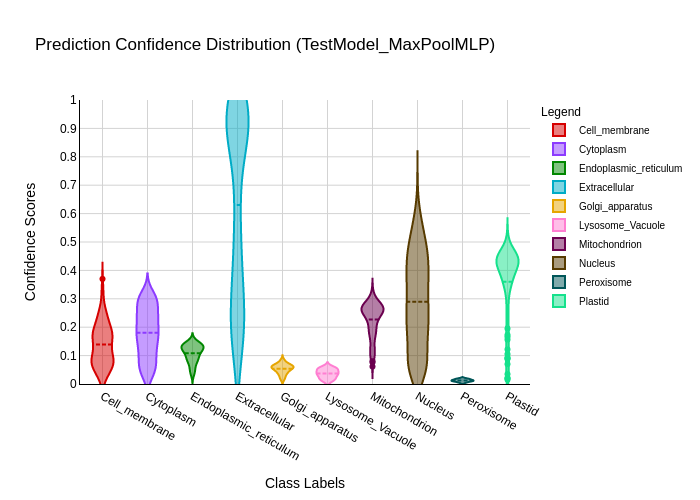 Prediction Confidence Distribution (TestModel_MaxPoolMLP)
Confidence Scores
1
0.9
0.8
0.7
0.6
0.5
0.4
0.3
0.2
0.1
0
Cell_membrane
Cytoplasm
Endoplasmic_reticulum
Extracellular
Golgi_apparatus
Lysosome_Vacuole
Mitochondrion
Nucleus
Peroxisome
Plastid
Class Labels
Legend
Cell_membrane
Cytoplasm
Endoplasmic_reticulum
Extracellular
Golgi_apparatus
Lysosome_Vacuole
Mitochondrion
Nucleus
Peroxisome
Plastid